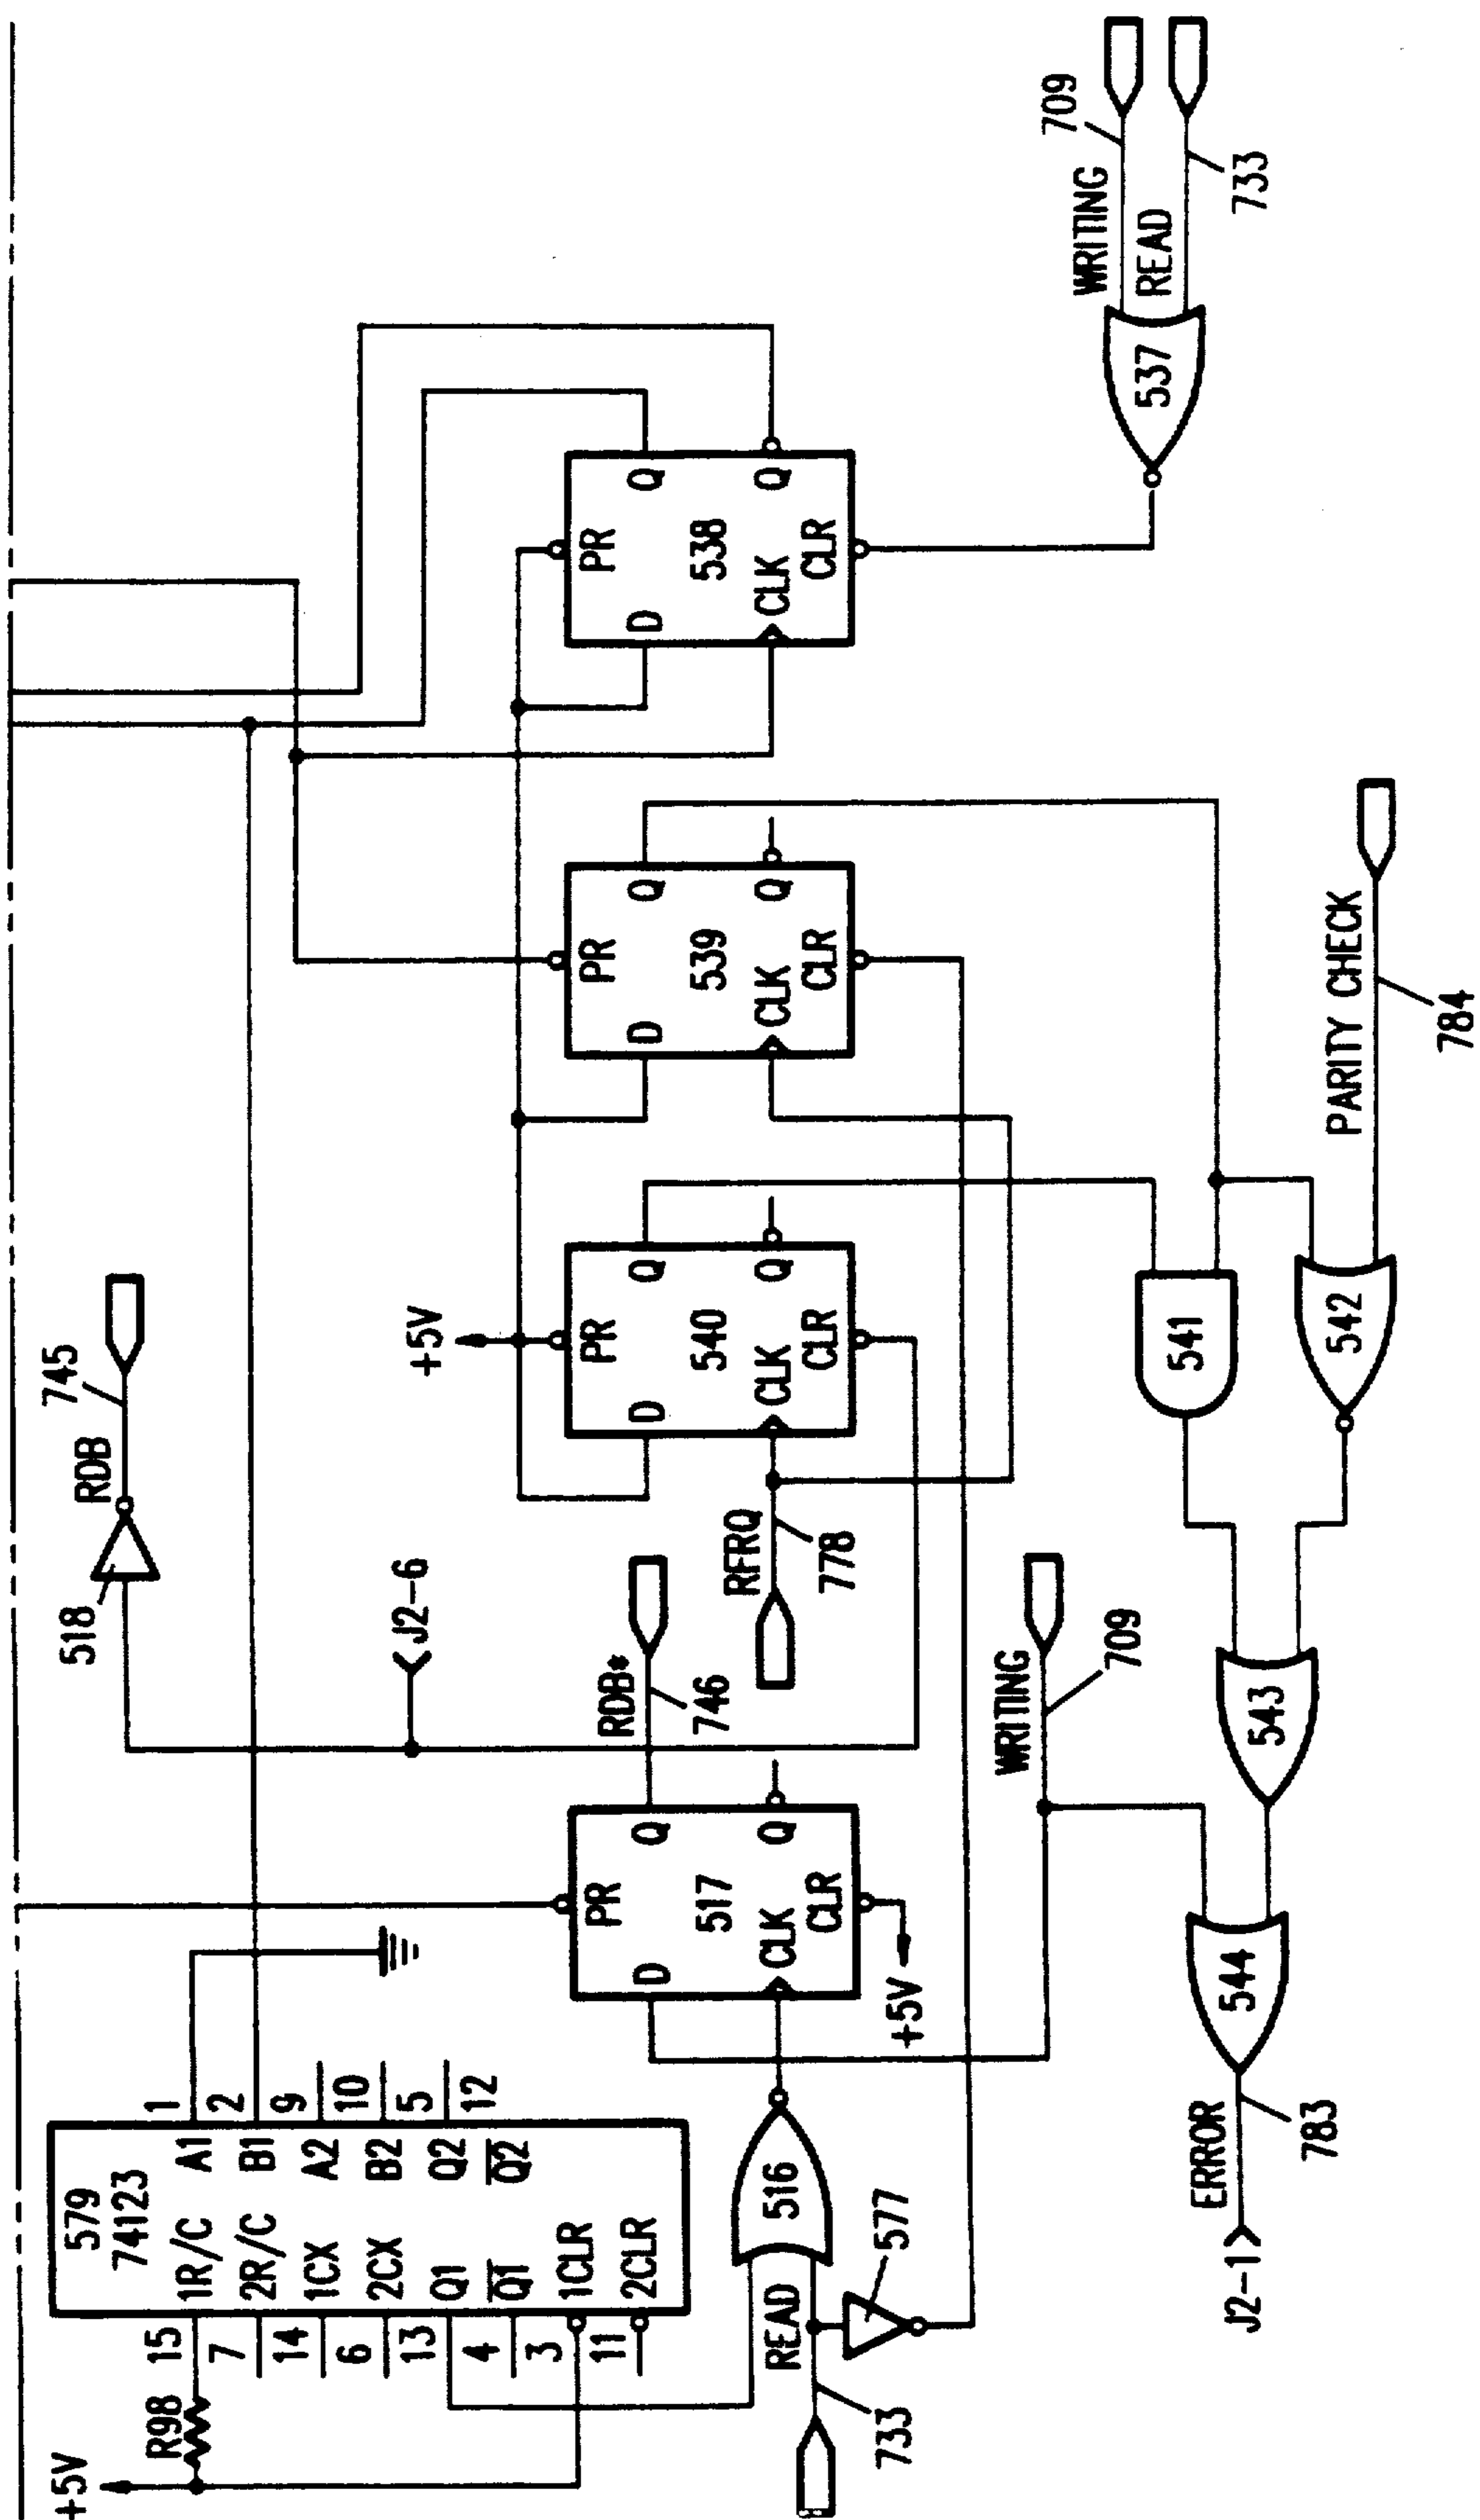 +5V
R98
15
7
14
6
13
4
3
11
579
74123
1R/C
2R/C
1CX
2CX
Q1
Q1
1CLR
2CLR
A1
B1
A2
B2
Q2
Q2
1
2
9
10
5
12
733
READ
577
516
J2-1
ERROR
783
544
+5V
D
PR
517
CLK
CLR
Q
Q
RDB*
746
518
RDB
745
J2-6
WRITING
709
543
RFRQ
778
+5V
D
PR
540
CLK
CLR
Q
Q
541
542
PARITY CHECK
784
D
PR
539
CLK
CLR
Q
Q
D
PR
538
CLK
CLR
Q
Q
537
WRITING
READ
709
733